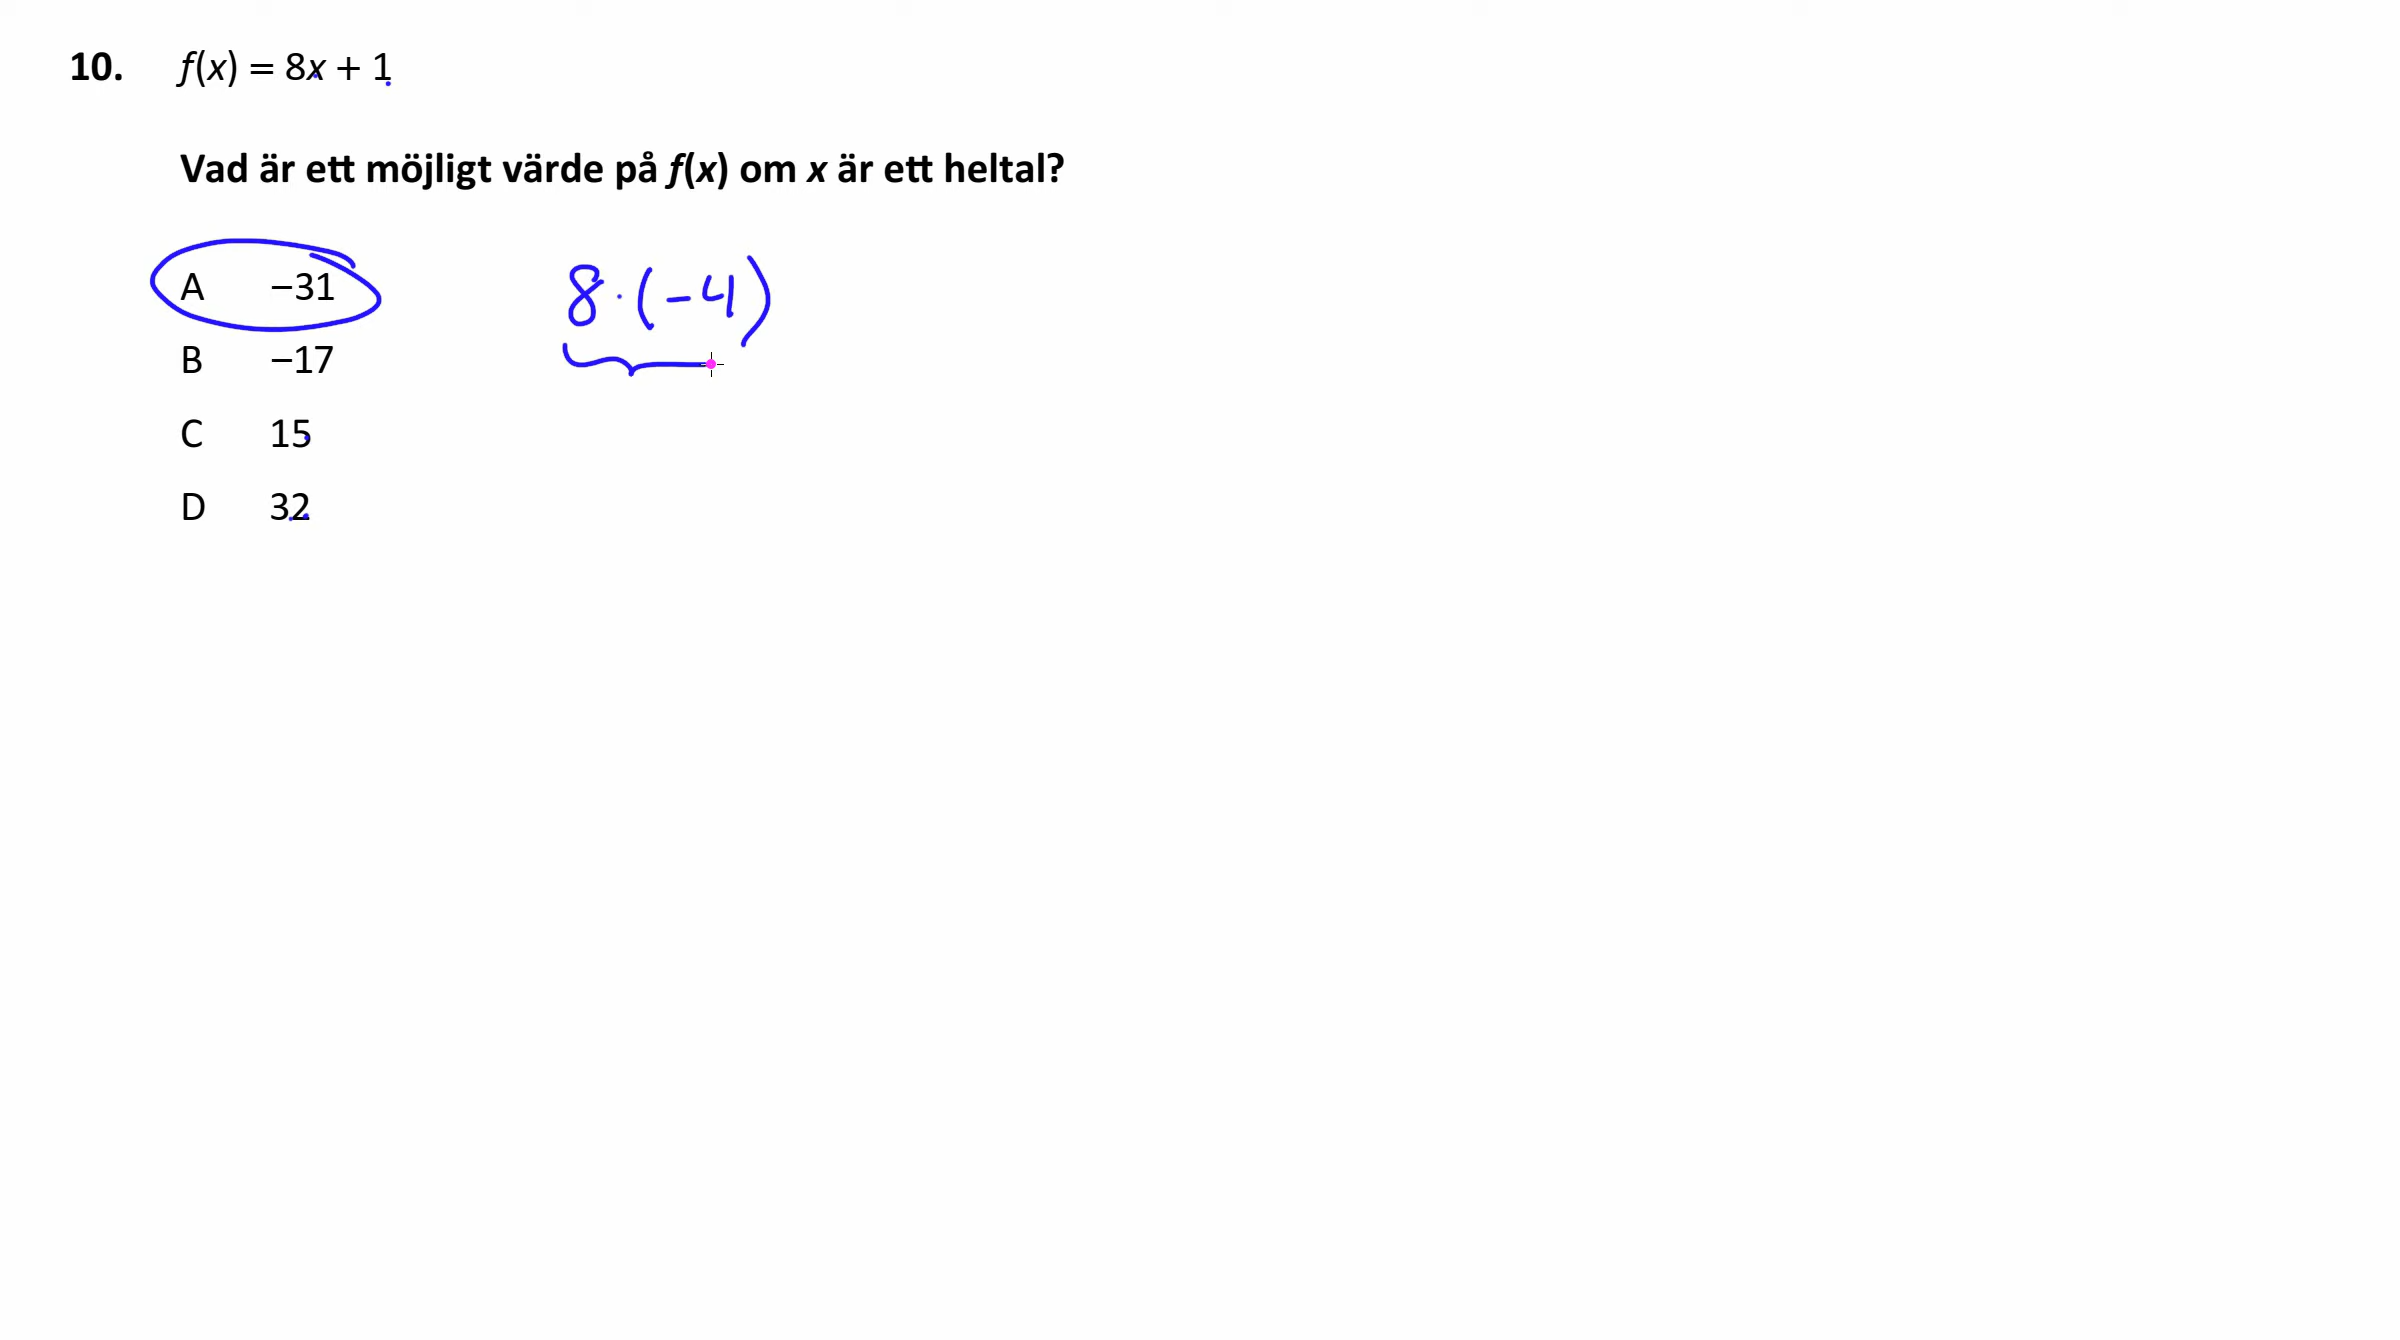 10. f(x) = 8x + 1
Vad är ett möjligt värde på f(x) om x är ett heltal?
A –31
8·(-4)
B –17
C 15
D 32